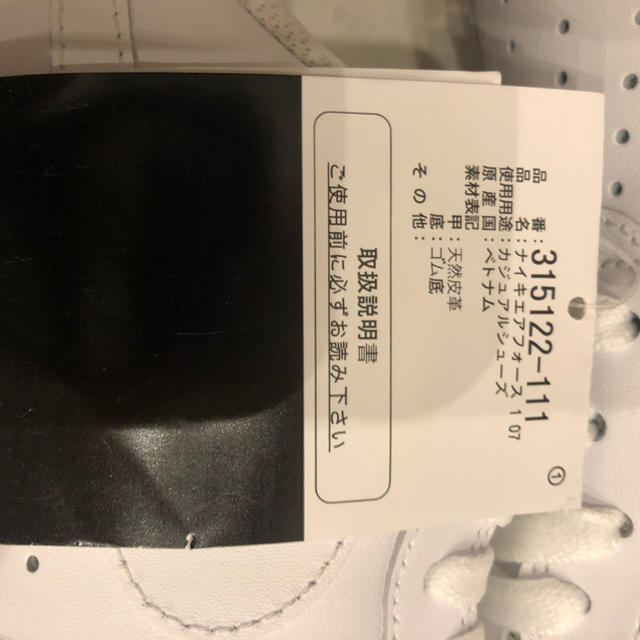 品 番：315122-111
品 名：ナイキエアフォース 1 07
使用用途：カジュアルシューズ
原 産 国：ベトナム
素材表記
甲：天然皮革
底：ゴム底
そ の 他：
①
取扱説明書
ご使用前に必ずお読み下さい